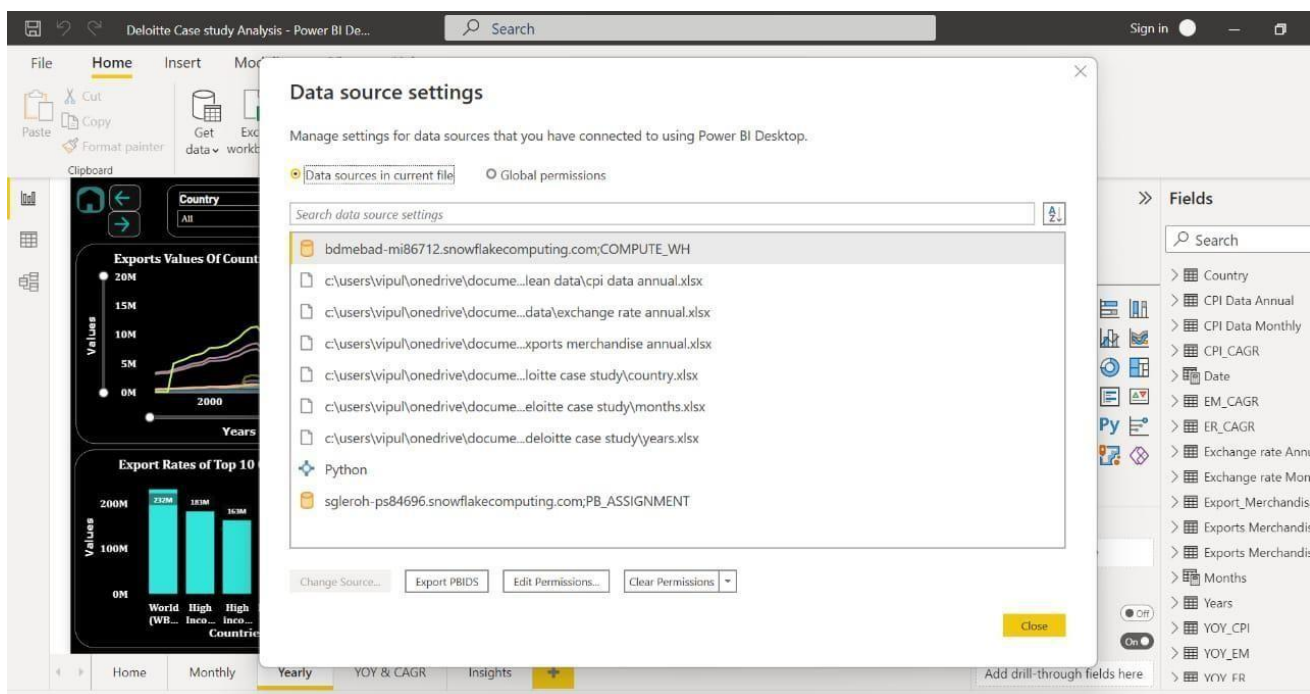 Deloitte Case study Analysis - Power BI De...
Search
Sign in
File Home Insert
Paste
Cut
Copy
Format painter
Clipboard
Get data
Data source settings
Manage settings for data sources that you have connected to using Power BI Desktop.
Data sources in current file Global permissions
Search data source settings
bdmebad-mi86712.snowflakecomputing.com;COMPUTE_WH
c:\users\vipul\onedrive\docume...lean data\cpi data annual.xlsx
c:\users\vipul\onedrive\docume...data\exchange rate annual.xlsx
c:\users\vipul\onedrive\docume...xports merchandise annual.xlsx
c:\users\vipul\onedrive\docume...loitte case study\country.xlsx
c:\users\vipul\onedrive\docume...eloitte case study\months.xlsx
c:\users\vipul\onedrive\docume...deloitte case study\years.xlsx
Python
sgleroh-ps84696.snowflakecomputing.com;PB_ASSIGNMENT
Change Source... Export PBIDS Edit Permissions... Clear Permissions
Close
Country
All
Exports Values Of Count
20M
15M
10M
5M
0M
Values
2000
Years
Export Rates of Top 10
200M
100M
0M
Values
232M 183M 163M
World High High
(WB... Inco... inco...
Countrie
Fields
Search
Country
CPI Data Annual
CPI Data Monthly
CPI_CAGR
Date
EM_CAGR
ER_CAGR
Exchange rate Annu
Exchange rate Mon
Export_Merchandis
Exports Merchandis
Exports Merchandis
Months
Years
YOY_CPI
YOY_EM
YOY_ER
Py
Off
On
Add drill-through fields here
Home Monthly Yearly YOY & CAGR Insights